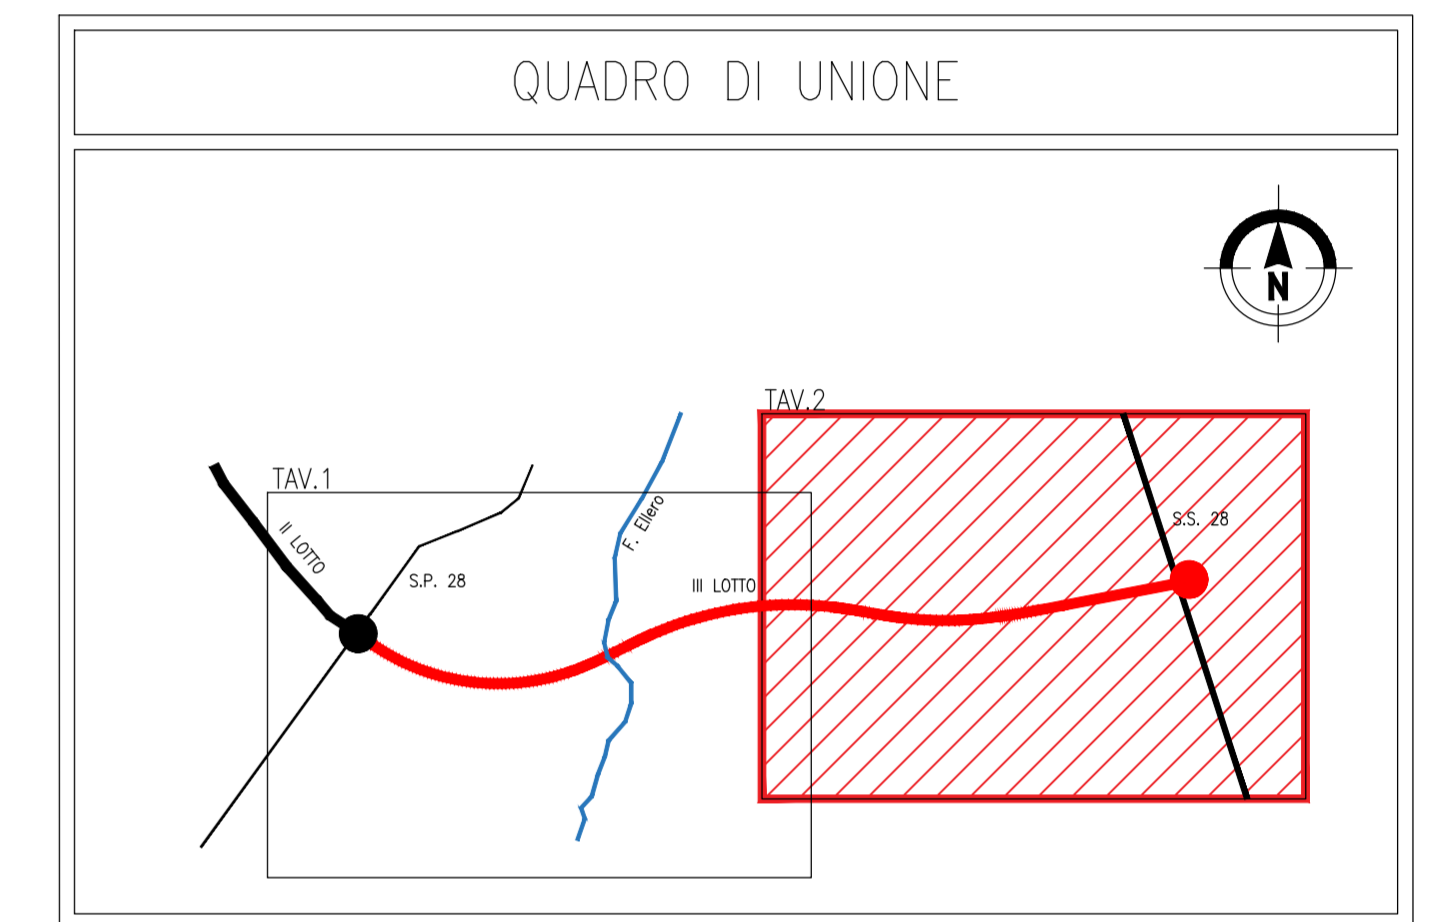 QUADRO DI UNIONE
N
TAV.2
TAV.1
II LOTTO
F. Ellero
S.S. 28
S.P. 28
III LOTTO